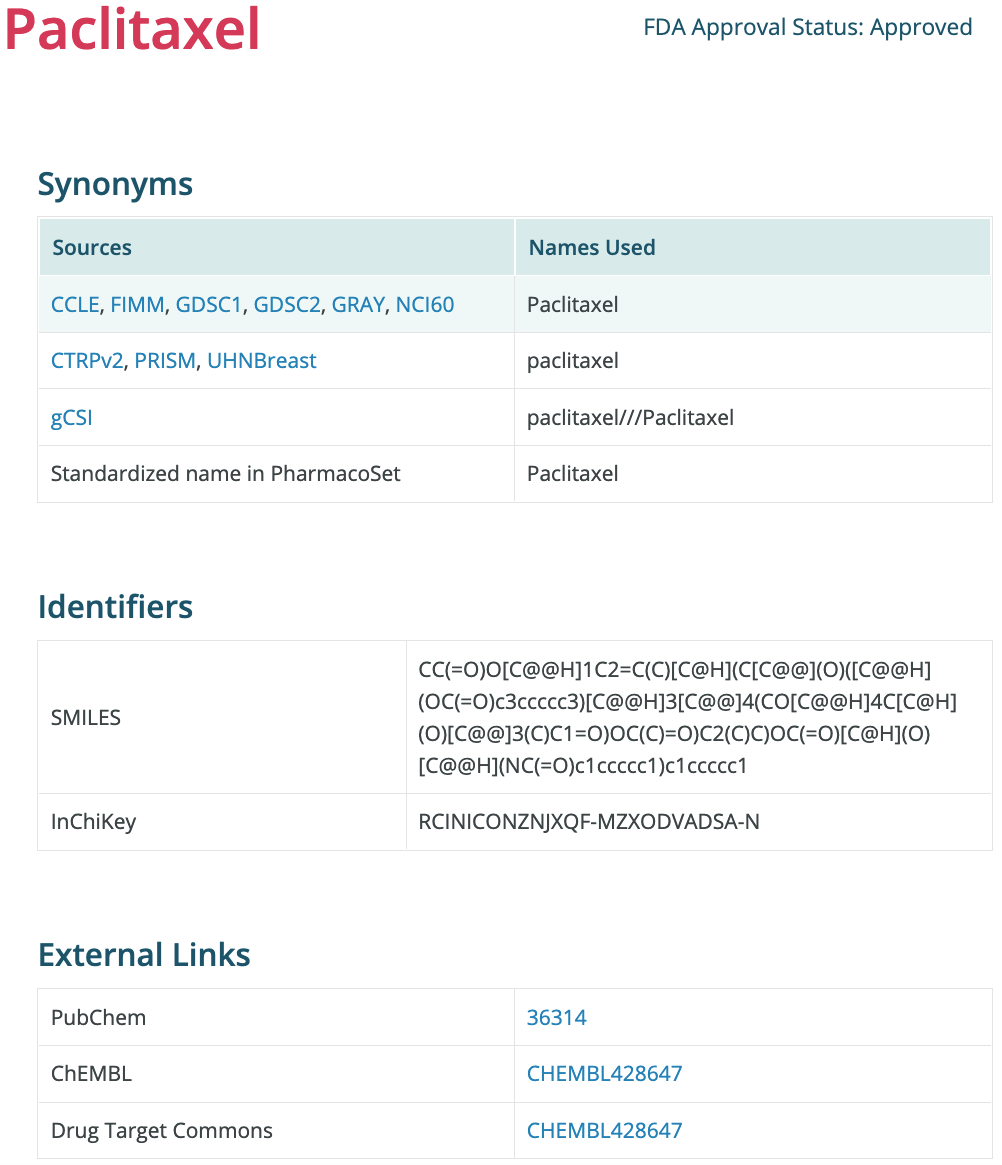 Paclitaxel
FDA Approval Status: Approved
Synonyms
Sources Names Used
CCLE, FIMM, GDSC1, GDSC2, GRAY, NCI60 Paclitaxel
CTRPv2, PRISM, UHNBreast paclitaxel
gCSI paclitaxel///Paclitaxel
Standardized name in PharmacoSet Paclitaxel
Identifiers
SMILES
CC(=O)O[C@@H]1C2=C(C)[C@H](C[C@@](O)([C@@H]
(OC(=O)c3ccccc3)[C@@H]3[C@@]4(CO[C@@H]4C[C@H]
(O)[C@@]3(C)C1=O)OC(C)=O)C2(C)C)OC(=O)[C@H](O)
[C@@H](NC(=O)c1ccccc1)c1ccccc1
InChiKey RCINICONZNJXQF-MZXODVADSA-N
External Links
PubChem 36314
ChEMBL CHEMBL428647
Drug Target Commons CHEMBL428647